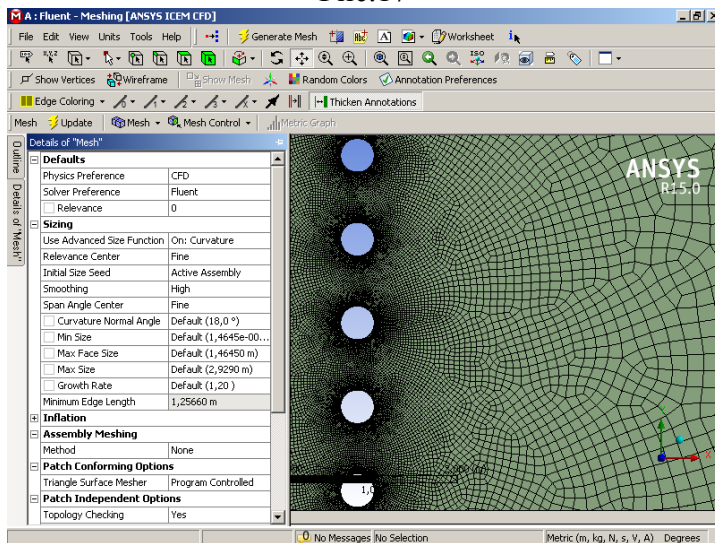 A : Fluent - Meshing [ANSYS ICEM CFD]
File Edit View Units Tools Help Generate Mesh Worksheet
Show Vertices Wireframe Show Mesh Random Colors Annotation Preferences
Edge Coloring Thicken Annotations
Mesh Update Mesh Mesh Control Metric Graph
Outline
Details of "Mesh"
Details of "Mesh"
Defaults
Physics Preference CFD
Solver Preference Fluent
Relevance 0
Sizing
Use Advanced Size Function On: Curvature
Relevance Center Fine
Initial Size Seed Active Assembly
Smoothing High
Span Angle Center Fine
Curvature Normal Angle Default (18,0 °)
Min Size Default (1,4645e-00...
Max Face Size Default (1,46450 m)
Max Size Default (2,9290 m)
Growth Rate Default (1,20 )
Minimum Edge Length 1,25660 m
Inflation
Assembly Meshing
Method None
Patch Conforming Options
Triangle Surface Mesher Program Controlled
Patch Independent Options
Topology Checking Yes
ANSYS
R15.0
Y
X
No Messages No Selection Metric (m, kg, N, s, V, A) Degrees